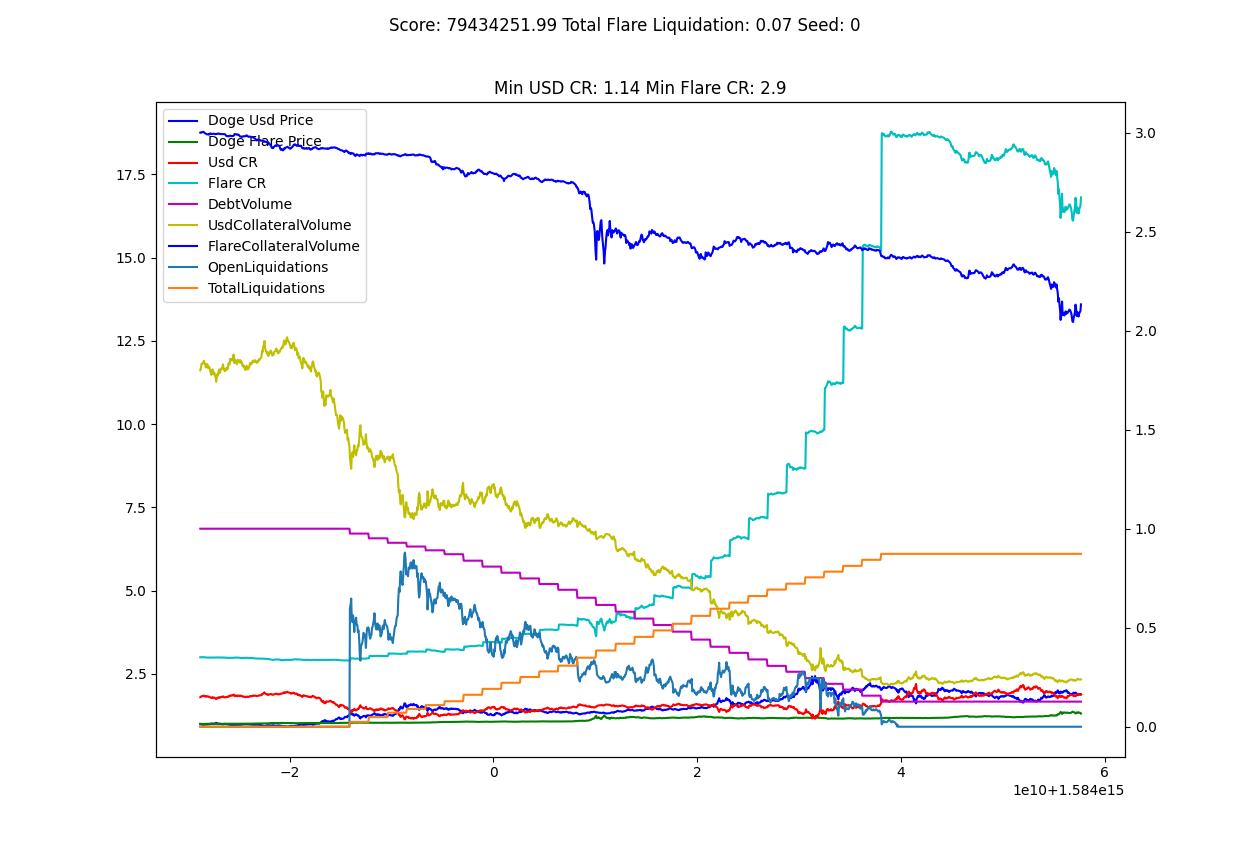 Score: 79434251.99 Total Flare Liquidation: 0.07 Seed: 0
Min USD CR: 1.14 Min Flare CR: 2.9
Doge Usd Price
Doge Flare Price
Usd CR
Flare CR
DebtVolume
UsdCollateralVolume
FlareCollateralVolume
OpenLiquidations
TotalLiquidations
17.5
15.0
12.5
10.0
7.5
5.0
2.5
3.0
2.5
2.0
1.5
1.0
0.5
0.0
−2 0 2 4 6
1e10+1.584e15